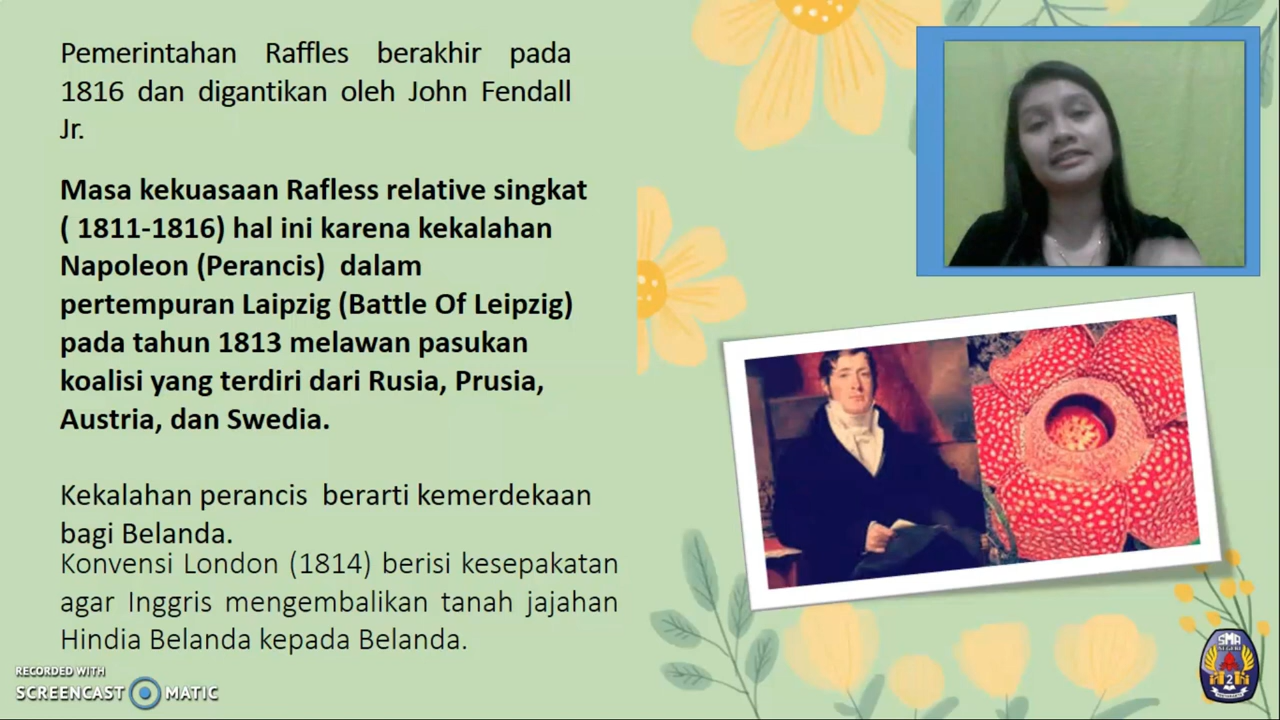 Pemerintahan Raffles berakhir pada
1816 dan digantikan oleh John Fendall
Jr.
Masa kekuasaan Rafless relative singkat
( 1811-1816) hal ini karena kekalahan
Napoleon (Perancis) dalam
pertempuran Laipzig (Battle Of Leipzig)
pada tahun 1813 melawan pasukan
koalisi yang terdiri dari Rusia, Prusia,
Austria, dan Swedia.
Kekalahan perancis berarti kemerdekaan
bagi Belanda.
Konvensi London (1814) berisi kesepakatan
agar Inggris mengembalikan tanah jajahan
Hindia Belanda kepada Belanda.
RECORDED WITH
SCREENCAST MATIC
SMA
NEGERI
2